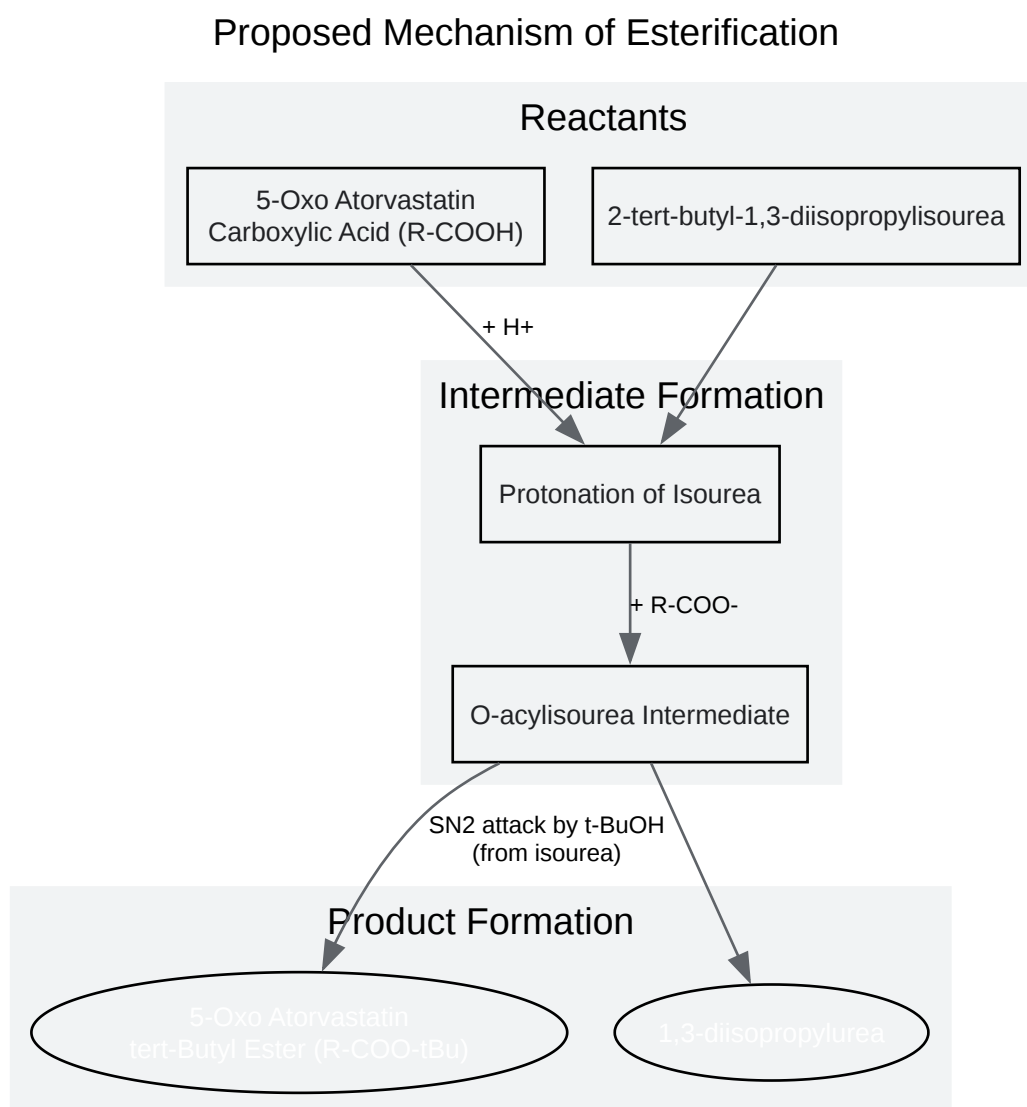 Proposed Mechanism of Esterification
Reactants
5-Oxo Atorvastatin
Carboxylic Acid (R-COOH)
2-tert-butyl-1,3-diisopropylisourea
+ H+
Intermediate Formation
Protonation of Isourea
+ R-COO-
O-acylisourea Intermediate
SN2 attack by t-BuOH
(from isourea)
Product Formation
5-Oxo Atorvastatin
tert-Butyl Ester (R-COO-tBu)
1,3-diisopropylurea